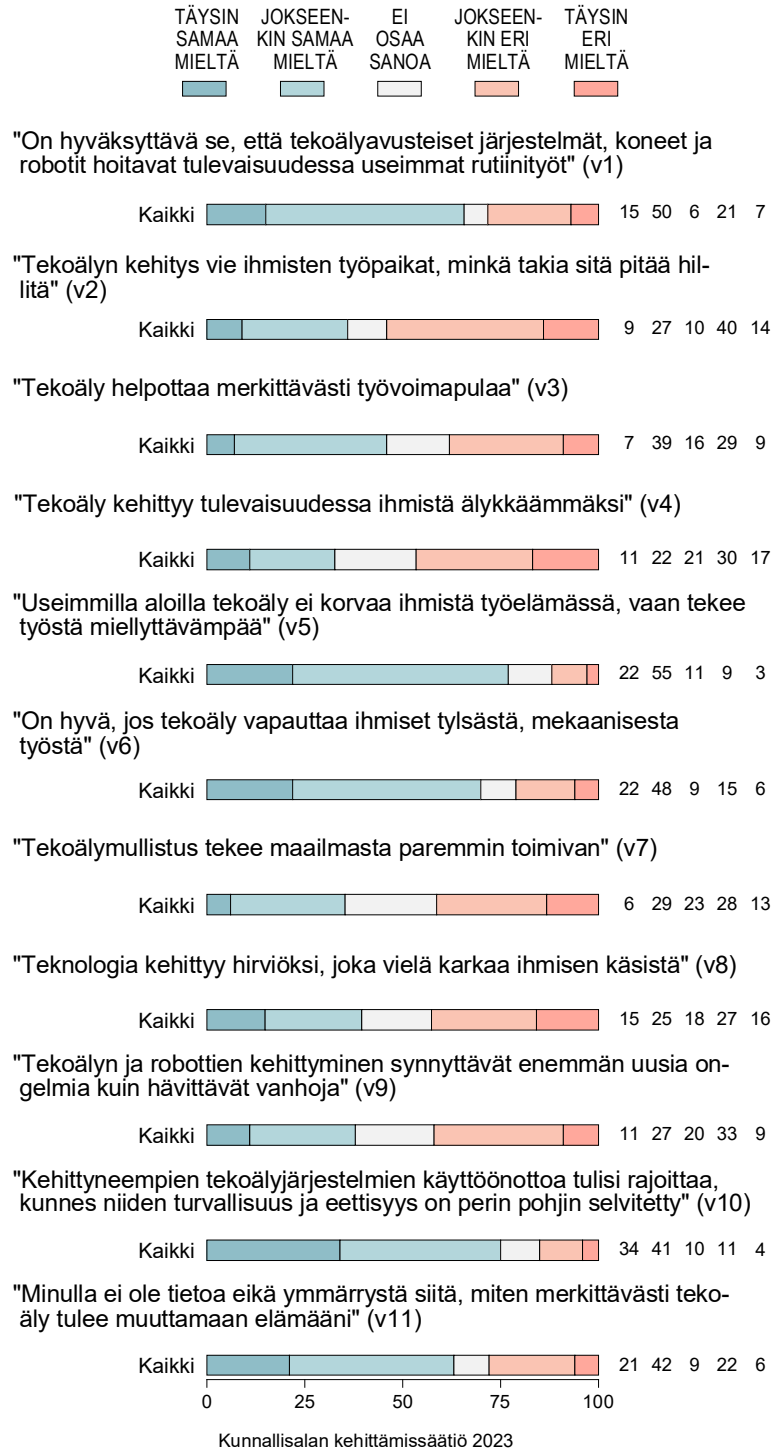 TÄYSIN JOKSEEN- EI JOKSEEN- TÄYSIN
SAMAA KIN SAMAA OSAA KIN ERI ERI
MIELTÄ MIELTÄ SANOA MIELTÄ MIELTÄ
"On hyväksyttävä se, että tekoälyavusteiset järjestelmät, koneet ja
robotit hoitavat tulevaisuudessa useimmat rutiinityöt" (v1)
Kaikki 15 50 6 21 7
"Tekoälyn kehitys vie ihmisten työpaikat, minkä takia sitä pitää hil-
litä" (v2)
Kaikki 9 27 10 40 14
"Tekoäly helpottaa merkittävästi työvoimapulaa" (v3)
Kaikki 7 39 16 29 9
"Tekoäly kehittyy tulevaisuudessa ihmistä älykkäämmäksi" (v4)
Kaikki 11 22 21 30 17
"Useimmilla aloilla tekoäly ei korvaa ihmistä työelämässä, vaan tekee
työstä miellyttävämpää" (v5)
Kaikki 22 55 11 9 3
"On hyvä, jos tekoäly vapauttaa ihmiset tylsästä, mekaanisesta
työstä" (v6)
Kaikki 22 48 9 15 6
"Tekoälymullistus tekee maailmasta paremmin toimivan" (v7)
Kaikki 6 29 23 28 13
"Teknologia kehittyy hirviöksi, joka vielä karkaa ihmisen käsistä" (v8)
Kaikki 15 25 18 27 16
"Tekoälyn ja robottien kehittyminen synnyttävät enemmän uusia on-
gelmia kuin hävittävät vanhoja" (v9)
Kaikki 11 27 20 33 9
"Kehittyneempien tekoälyjärjestelmien käyttöönottoa tulisi rajoittaa,
kunnes niiden turvallisuus ja eettisyys on perin pohjin selvitetty" (v10)
Kaikki 34 41 10 11 4
"Minulla ei ole tietoa eikä ymmärrystä siitä, miten merkittävästi teko-
äly tulee muuttamaan elämääni" (v11)
Kaikki 21 42 9 22 6
0 25 50 75 100
Kunnallisalan kehittämissäätiö 2023